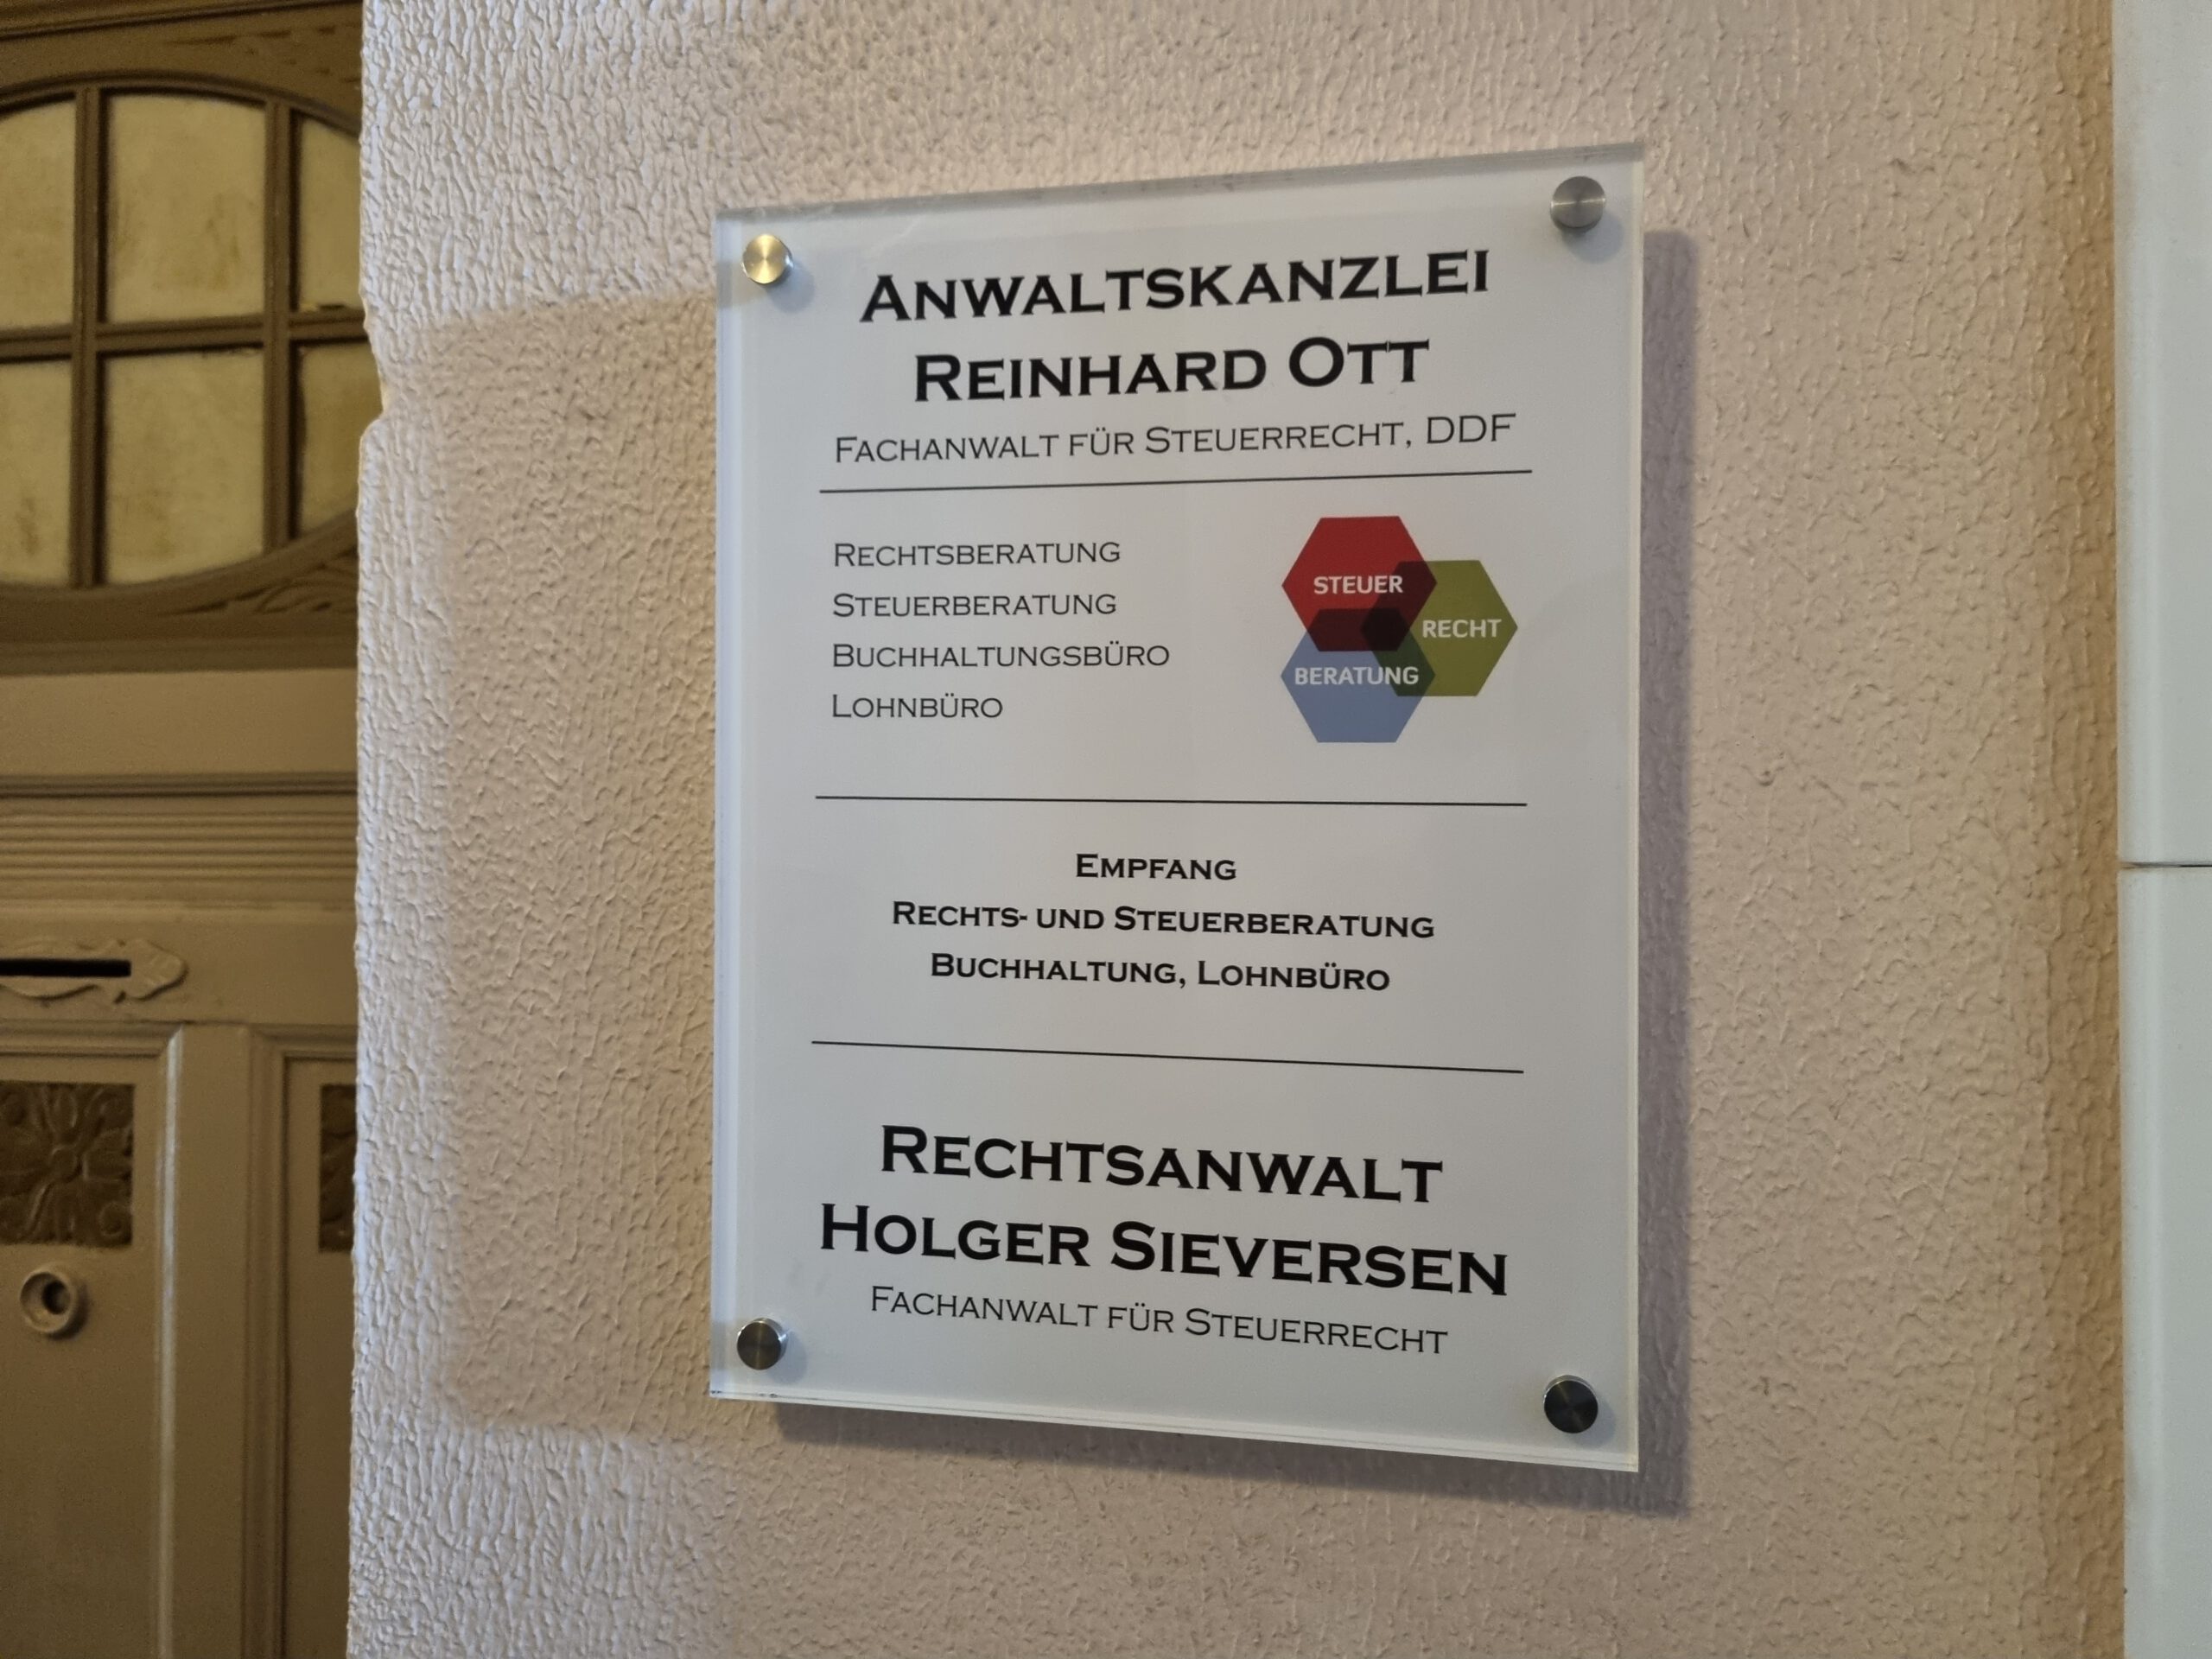 ANWALTSKANZLEI
REINHARD OTT
FACHANWALT FÜR STEUERRECHT, DDF
RECHTSBERATUNG
STEUERBERATUNG
BUCHHALTUNGSBÜRO
LOHNBÜRO
STEUER
RECHT
BERATUNG
EMPFANG
RECHTS- UND STEUERBERATUNG
BUCHHALTUNG, LOHNBÜRO
RECHTSANWALT
HOLGER SIEVERSEN
FACHANWALT FÜR STEUERRECHT